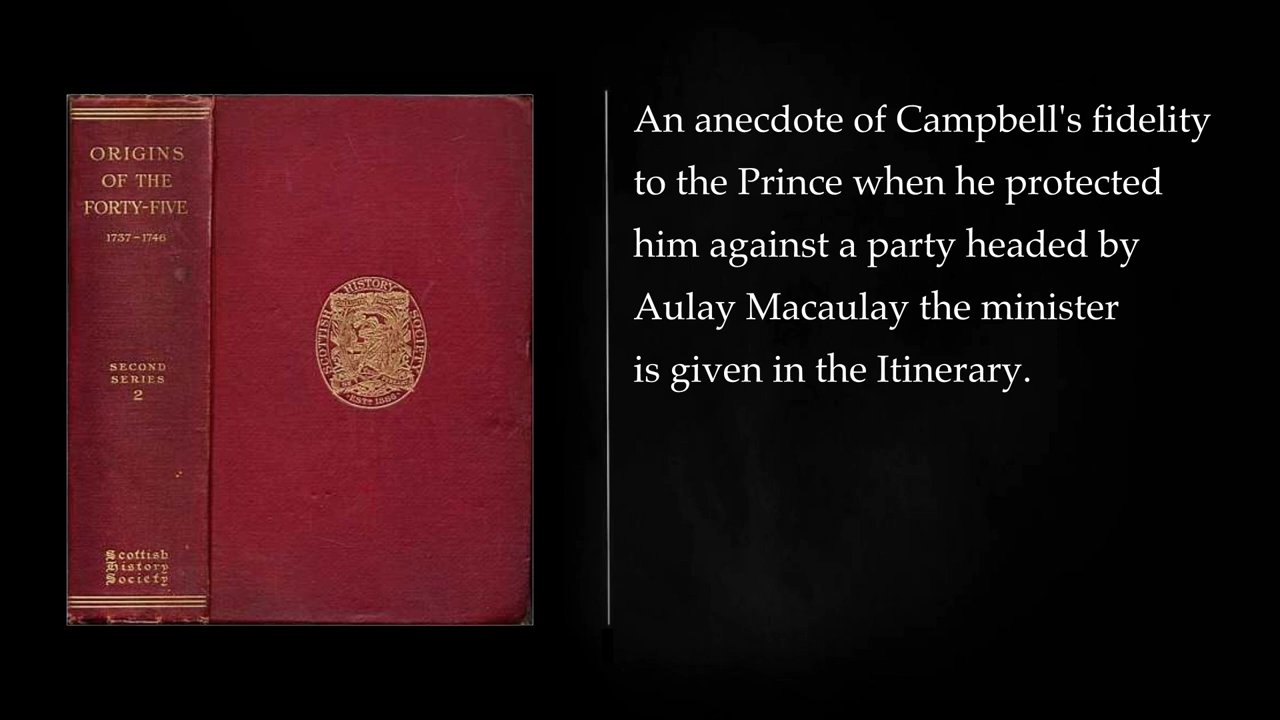 ORIGINS
OF THE
FORTY-FIVE
1737-1746
SECOND
SERIES
2
Scottish
History
Society
SCOTTISH HISTORY SOCIETY
ESTD 1886
An anecdote of Campbell's fidelity
to the Prince when he protected
him against a party headed by
Aulay Macaulay the minister
is given in the Itinerary.